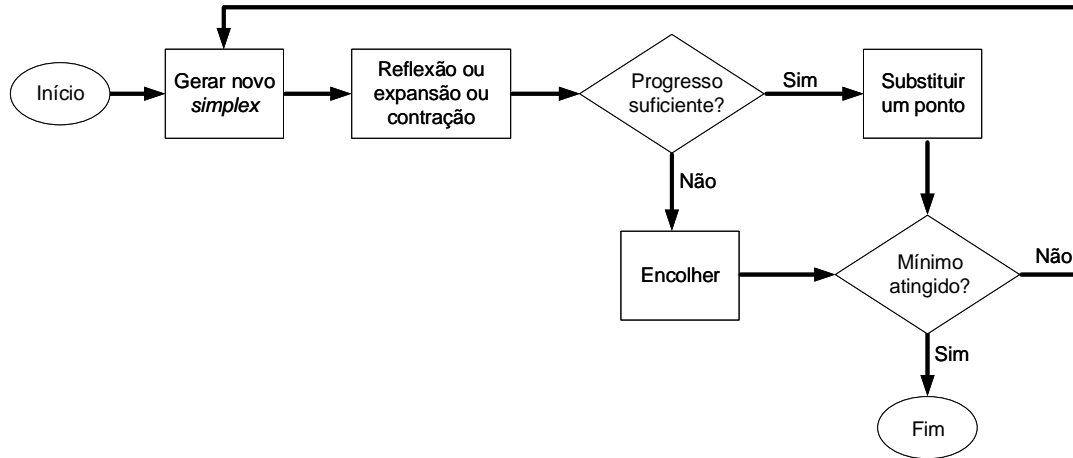 Início
Gerar novo
simplex
Reflexão ou
expansão ou
contração
Progresso
suficiente?
Sim
Substituir
um ponto
Não
Encolher
Mínimo
atingido?
Não
Sim
Fim